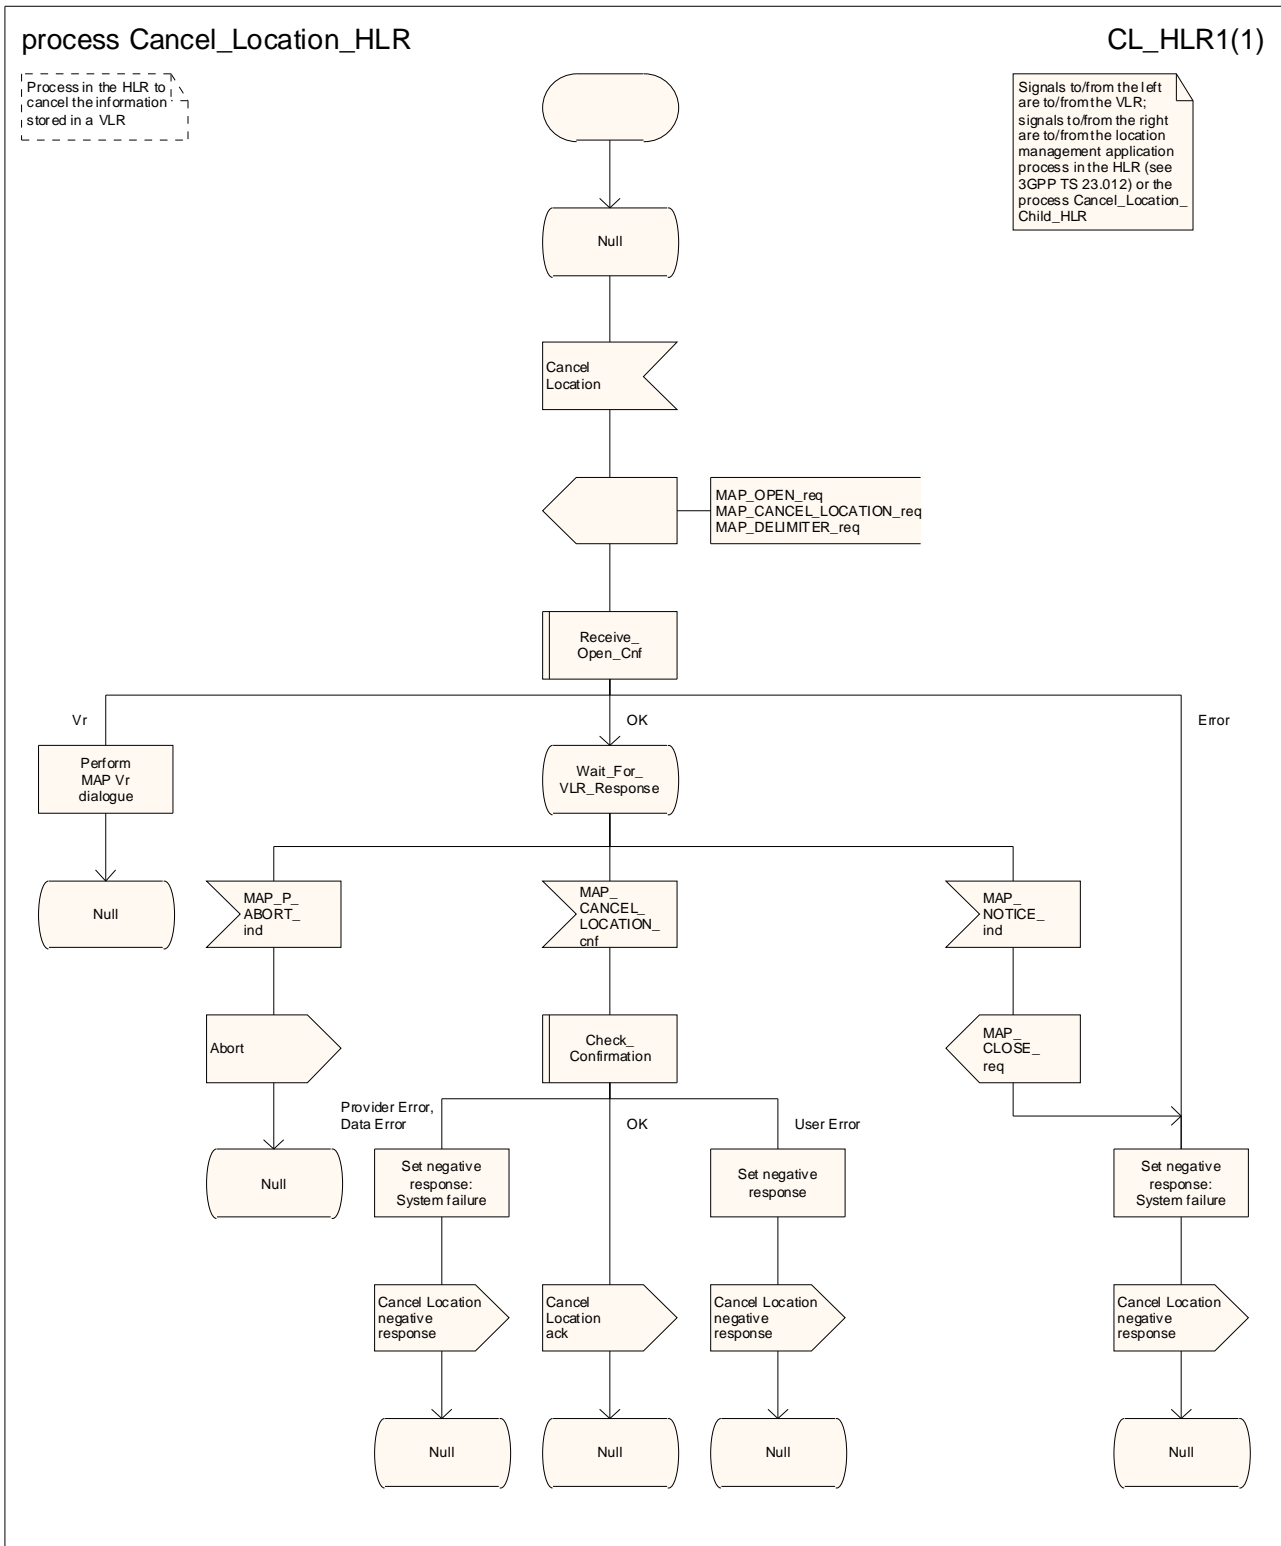 process Cancel_Location_HLR
CL_HLR1(1)
Process in the HLR to
cancel the information
stored in a VLR
Signals to/from the left
are to/from the VLR;
signals to/from the right
are to/from the location
management application
process in the HLR (see
3GPP TS 23.012) or the
process Cancel_Location_
Child_HLR
Null
Cancel
Location
MAP_OPEN_req
MAP_CANCEL_LOCATION_req
MAP_DELIMITER_req
Receive_
Open_Cnf
Vr
OK
Error
Perform
MAP Vr
dialogue
Wait_For_
VLR_Response
Null
MAP_P_
ABORT_
ind
MAP_
CANCEL_
LOCATION_
cnf
MAP_
NOTICE_
ind
Abort
Check_
Confirmation
MAP_
CLOSE_
req
Provider Error,
Data Error
OK
User Error
Null
Set negative
response:
System failure
Set negative
response
Set negative
response:
System failure
Cancel Location
negative
response
Cancel
Location
ack
Cancel Location
negative
response
Cancel Location
negative
response
Null
Null
Null
Null